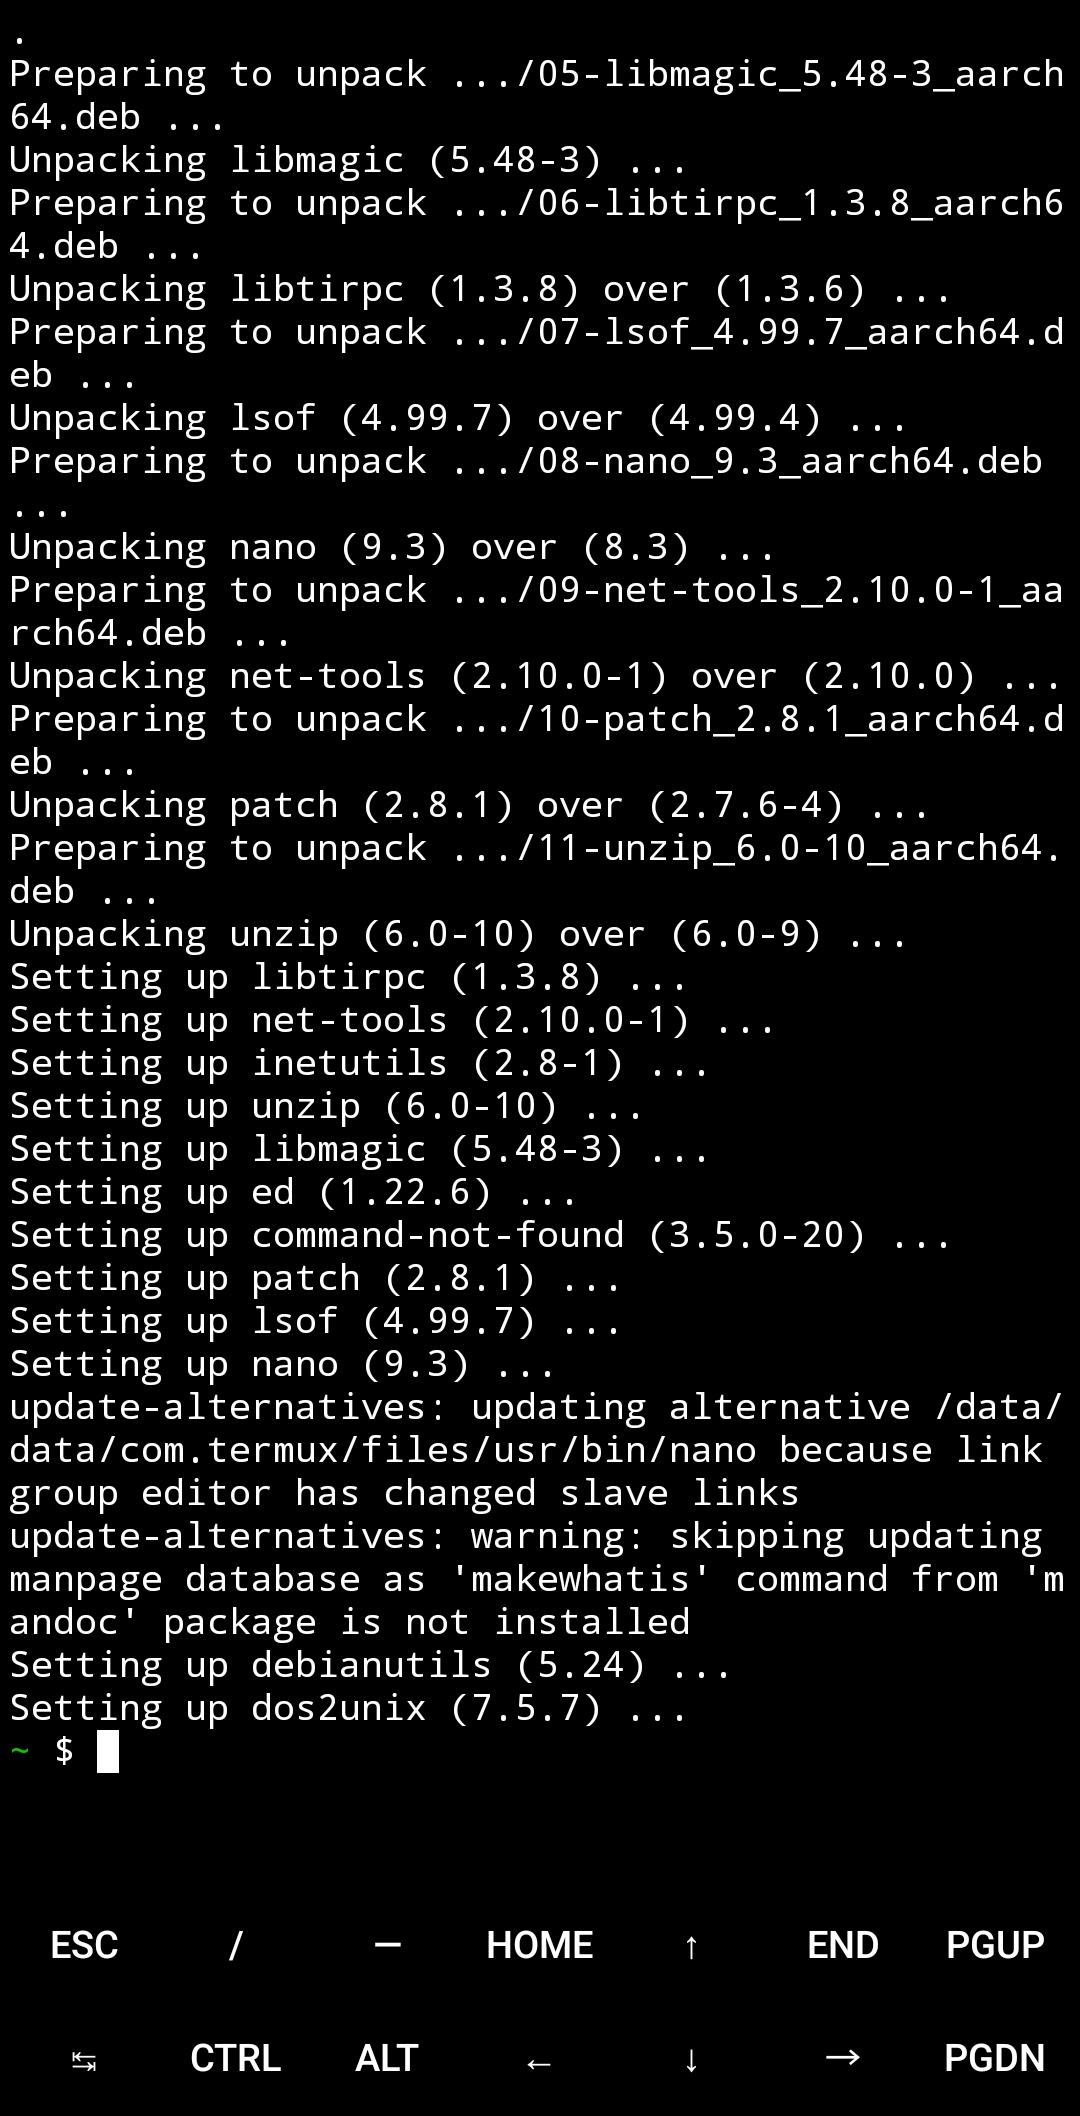 .
Preparing to unpack .../05-libmagic_5.48-3_aarch
64.deb ...
Unpacking libmagic (5.48-3) ...
Preparing to unpack .../06-libtirpc_1.3.8_aarch6
4.deb ...
Unpacking libtirpc (1.3.8) over (1.3.6) ...
Preparing to unpack .../07-lsof_4.99.7_aarch64.d
eb ...
Unpacking lsof (4.99.7) over (4.99.4) ...
Preparing to unpack .../08-nano_9.3_aarch64.deb
...
Unpacking nano (9.3) over (8.3) ...
Preparing to unpack .../09-net-tools_2.10.0-1_aa
rch64.deb ...
Unpacking net-tools (2.10.0-1) over (2.10.0) ...
Preparing to unpack .../10-patch_2.8.1_aarch64.d
eb ...
Unpacking patch (2.8.1) over (2.7.6-4) ...
Preparing to unpack .../11-unzip_6.0-10_aarch64.
deb ...
Unpacking unzip (6.0-10) over (6.0-9) ...
Setting up libtirpc (1.3.8) ...
Setting up net-tools (2.10.0-1) ...
Setting up inetutils (2.8-1) ...
Setting up unzip (6.0-10) ...
Setting up libmagic (5.48-3) ...
Setting up ed (1.22.6) ...
Setting up command-not-found (3.5.0-20) ...
Setting up patch (2.8.1) ...
Setting up lsof (4.99.7) ...
Setting up nano (9.3) ...
update-alternatives: updating alternative /data/
data/com.termux/files/usr/bin/nano because link
group editor has changed slave links
update-alternatives: warning: skipping updating
manpage database as 'makewhatis' command from 'm
andoc' package is not installed
Setting up debianutils (5.24) ...
Setting up dos2unix (7.5.7) ...
~ $
ESC / − HOME ↑ END PGUP
↹ CTRL ALT ← ↓ → PGDN